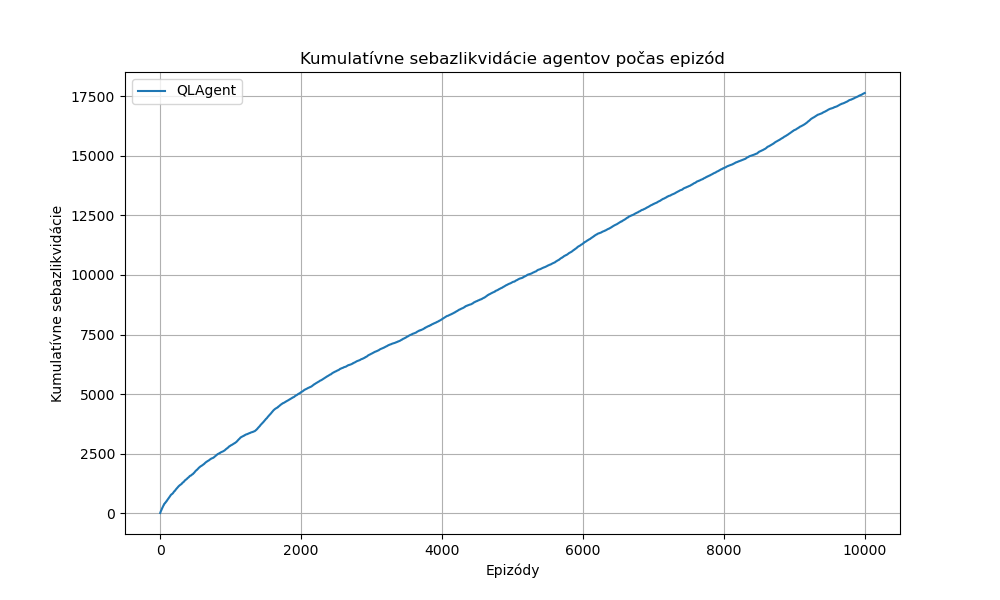 Kumulatívne sebazlikvidácie agentov počas epizód
QLAgent
17500
15000
12500
10000
7500
5000
2500
0
Kumulatívne sebazlikvidácie
0 2000 4000 6000 8000 10000
Epizódy